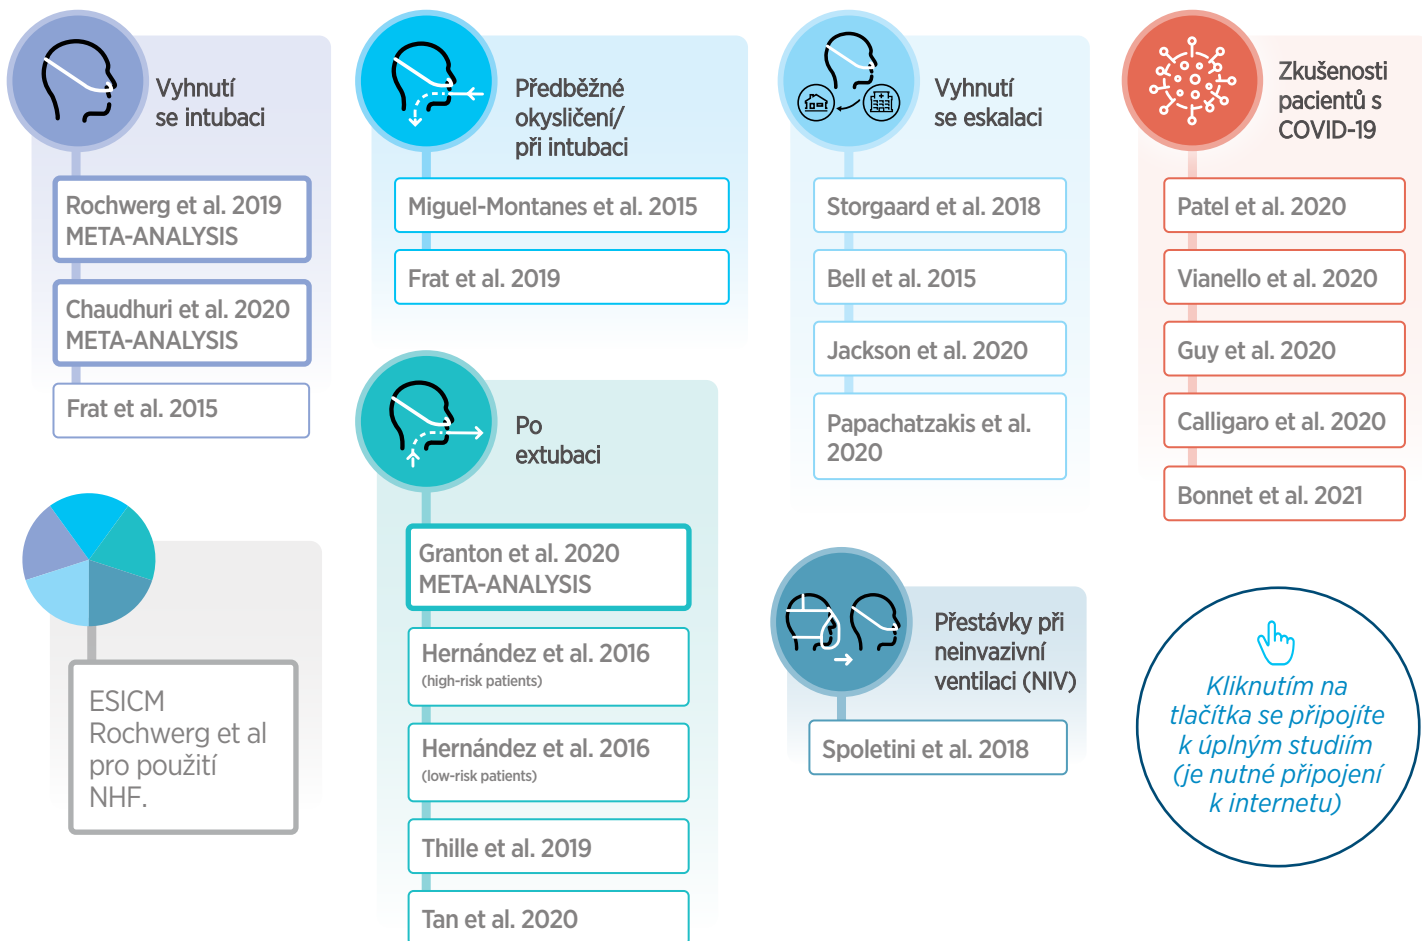 Vyhnutí
se intubaci
Rochwerg et al. 2019
META-ANALYSIS
Chaudhuri et al. 2020
META-ANALYSIS
Frat et al. 2015
ESICM
Rochwerg et al
pro použití
NHF.
Předběžné
okysličení/
při intubaci
Miguel-Montanes et al. 2015
Frat et al. 2019
Po
extubaci
Granton et al. 2020
META-ANALYSIS
Hernández et al. 2016
(high-risk patients)
Hernández et al. 2016
(low-risk patients)
Thille et al. 2019
Tan et al. 2020
Vyhnutí
se eskalaci
Storgaard et al. 2018
Bell et al. 2015
Jackson et al. 2020
Papachatzakis et al.
2020
Přestávky při
neinvazivní
ventilaci (NIV)
Spoletini et al. 2018
Zkušenosti
pacientů s
COVID-19
Patel et al. 2020
Vianello et al. 2020
Guy et al. 2020
Calligaro et al. 2020
Bonnet et al. 2021
Kliknutím na
tlačítka se připojíte
k úplným studiím
(je nutné připojení
k internetu)